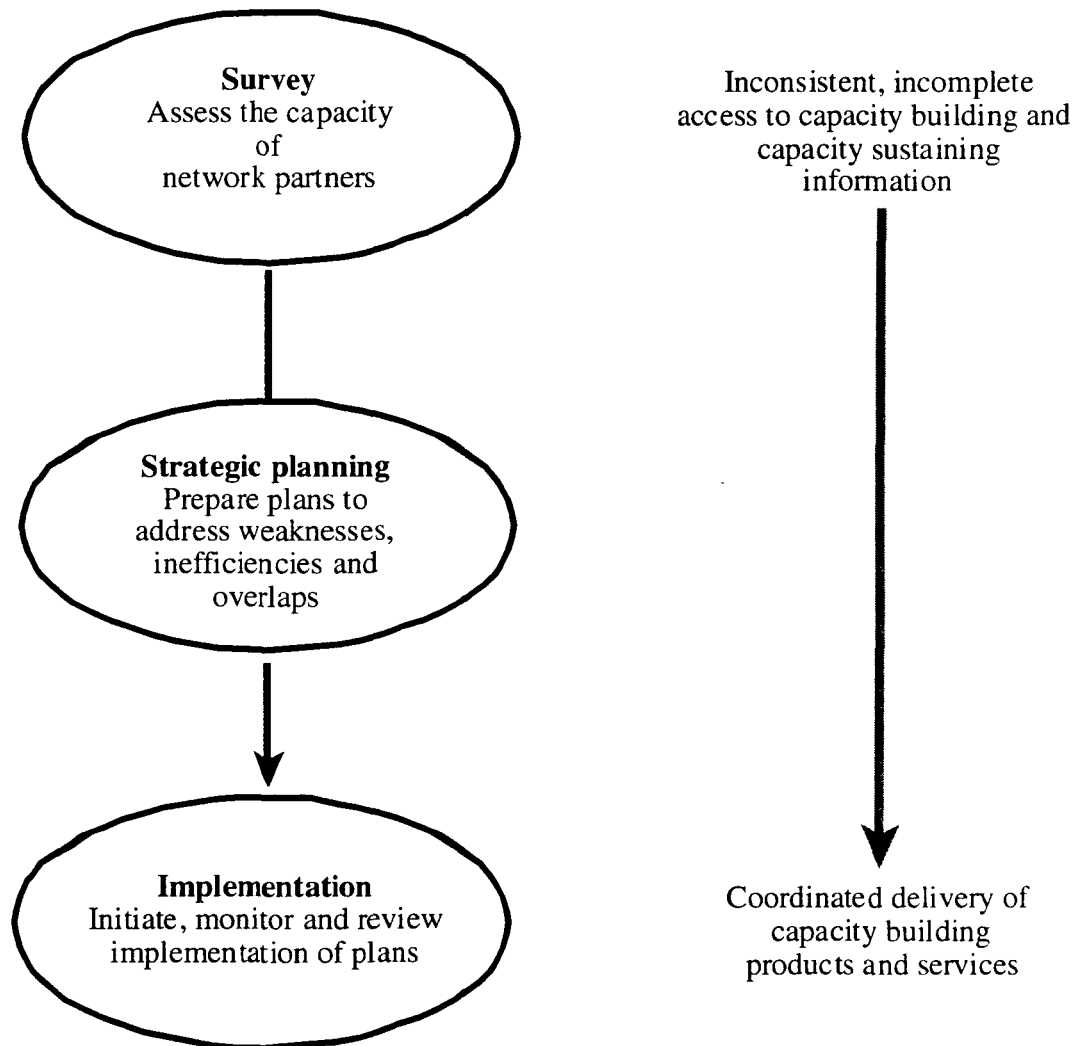 Survey
Assess the capacity
of
network partners
Inconsistent, incomplete
access to capacity building and
capacity sustaining
information
Strategic planning
Prepare plans to
address weaknesses,
inefficiencies and
overlaps
Implementation
Initiate, monitor and review
implementation of plans
Coordinated delivery of
capacity building
products and services